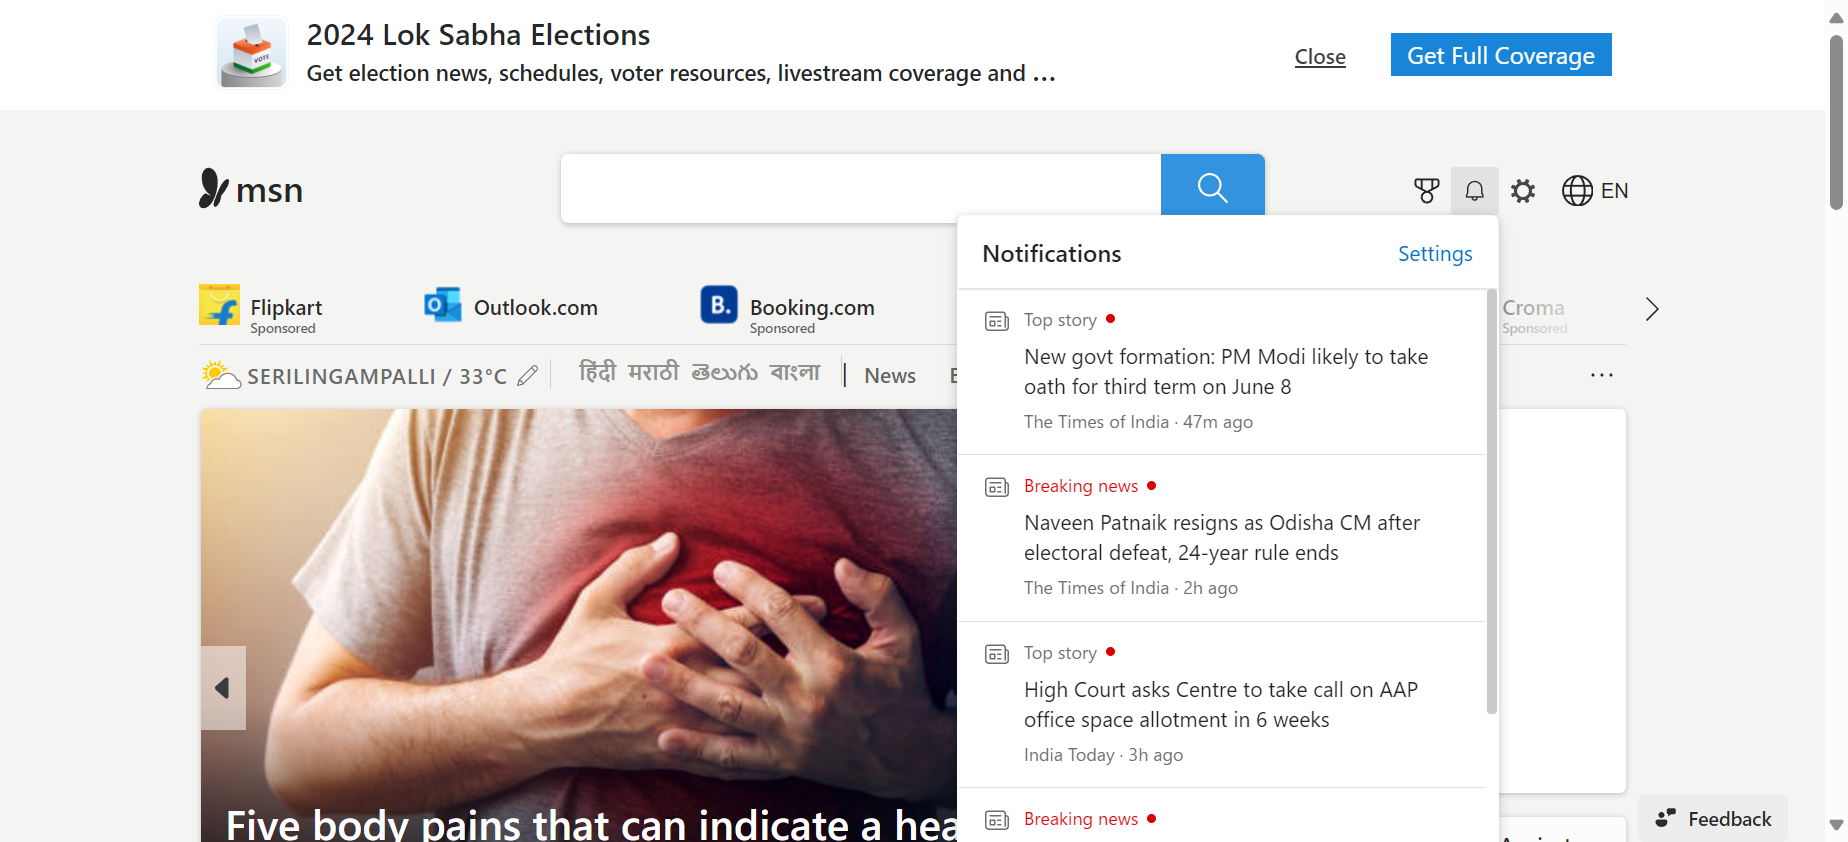 2024 Lok Sabha Elections
Get election news, schedules, voter resources, livestream coverage and ...
Close
Get Full Coverage
VOTE
msn
EN
Notifications
Settings
Flipkart
Sponsored
Outlook.com
B.
Booking.com
Sponsored
Croma
Sponsored
SERILINGAMPALLI / 33°C
हिंदी मराठी తెలుగు বাংলা
News
Top story
New govt formation: PM Modi likely to take
oath for third term on June 8
The Times of India · 47m ago
Breaking news
Naveen Patnaik resigns as Odisha CM after
electoral defeat, 24-year rule ends
The Times of India · 2h ago
Top story
High Court asks Centre to take call on AAP
office space allotment in 6 weeks
India Today · 3h ago
Breaking news
Five body pains that can indicate a hea
Feedback